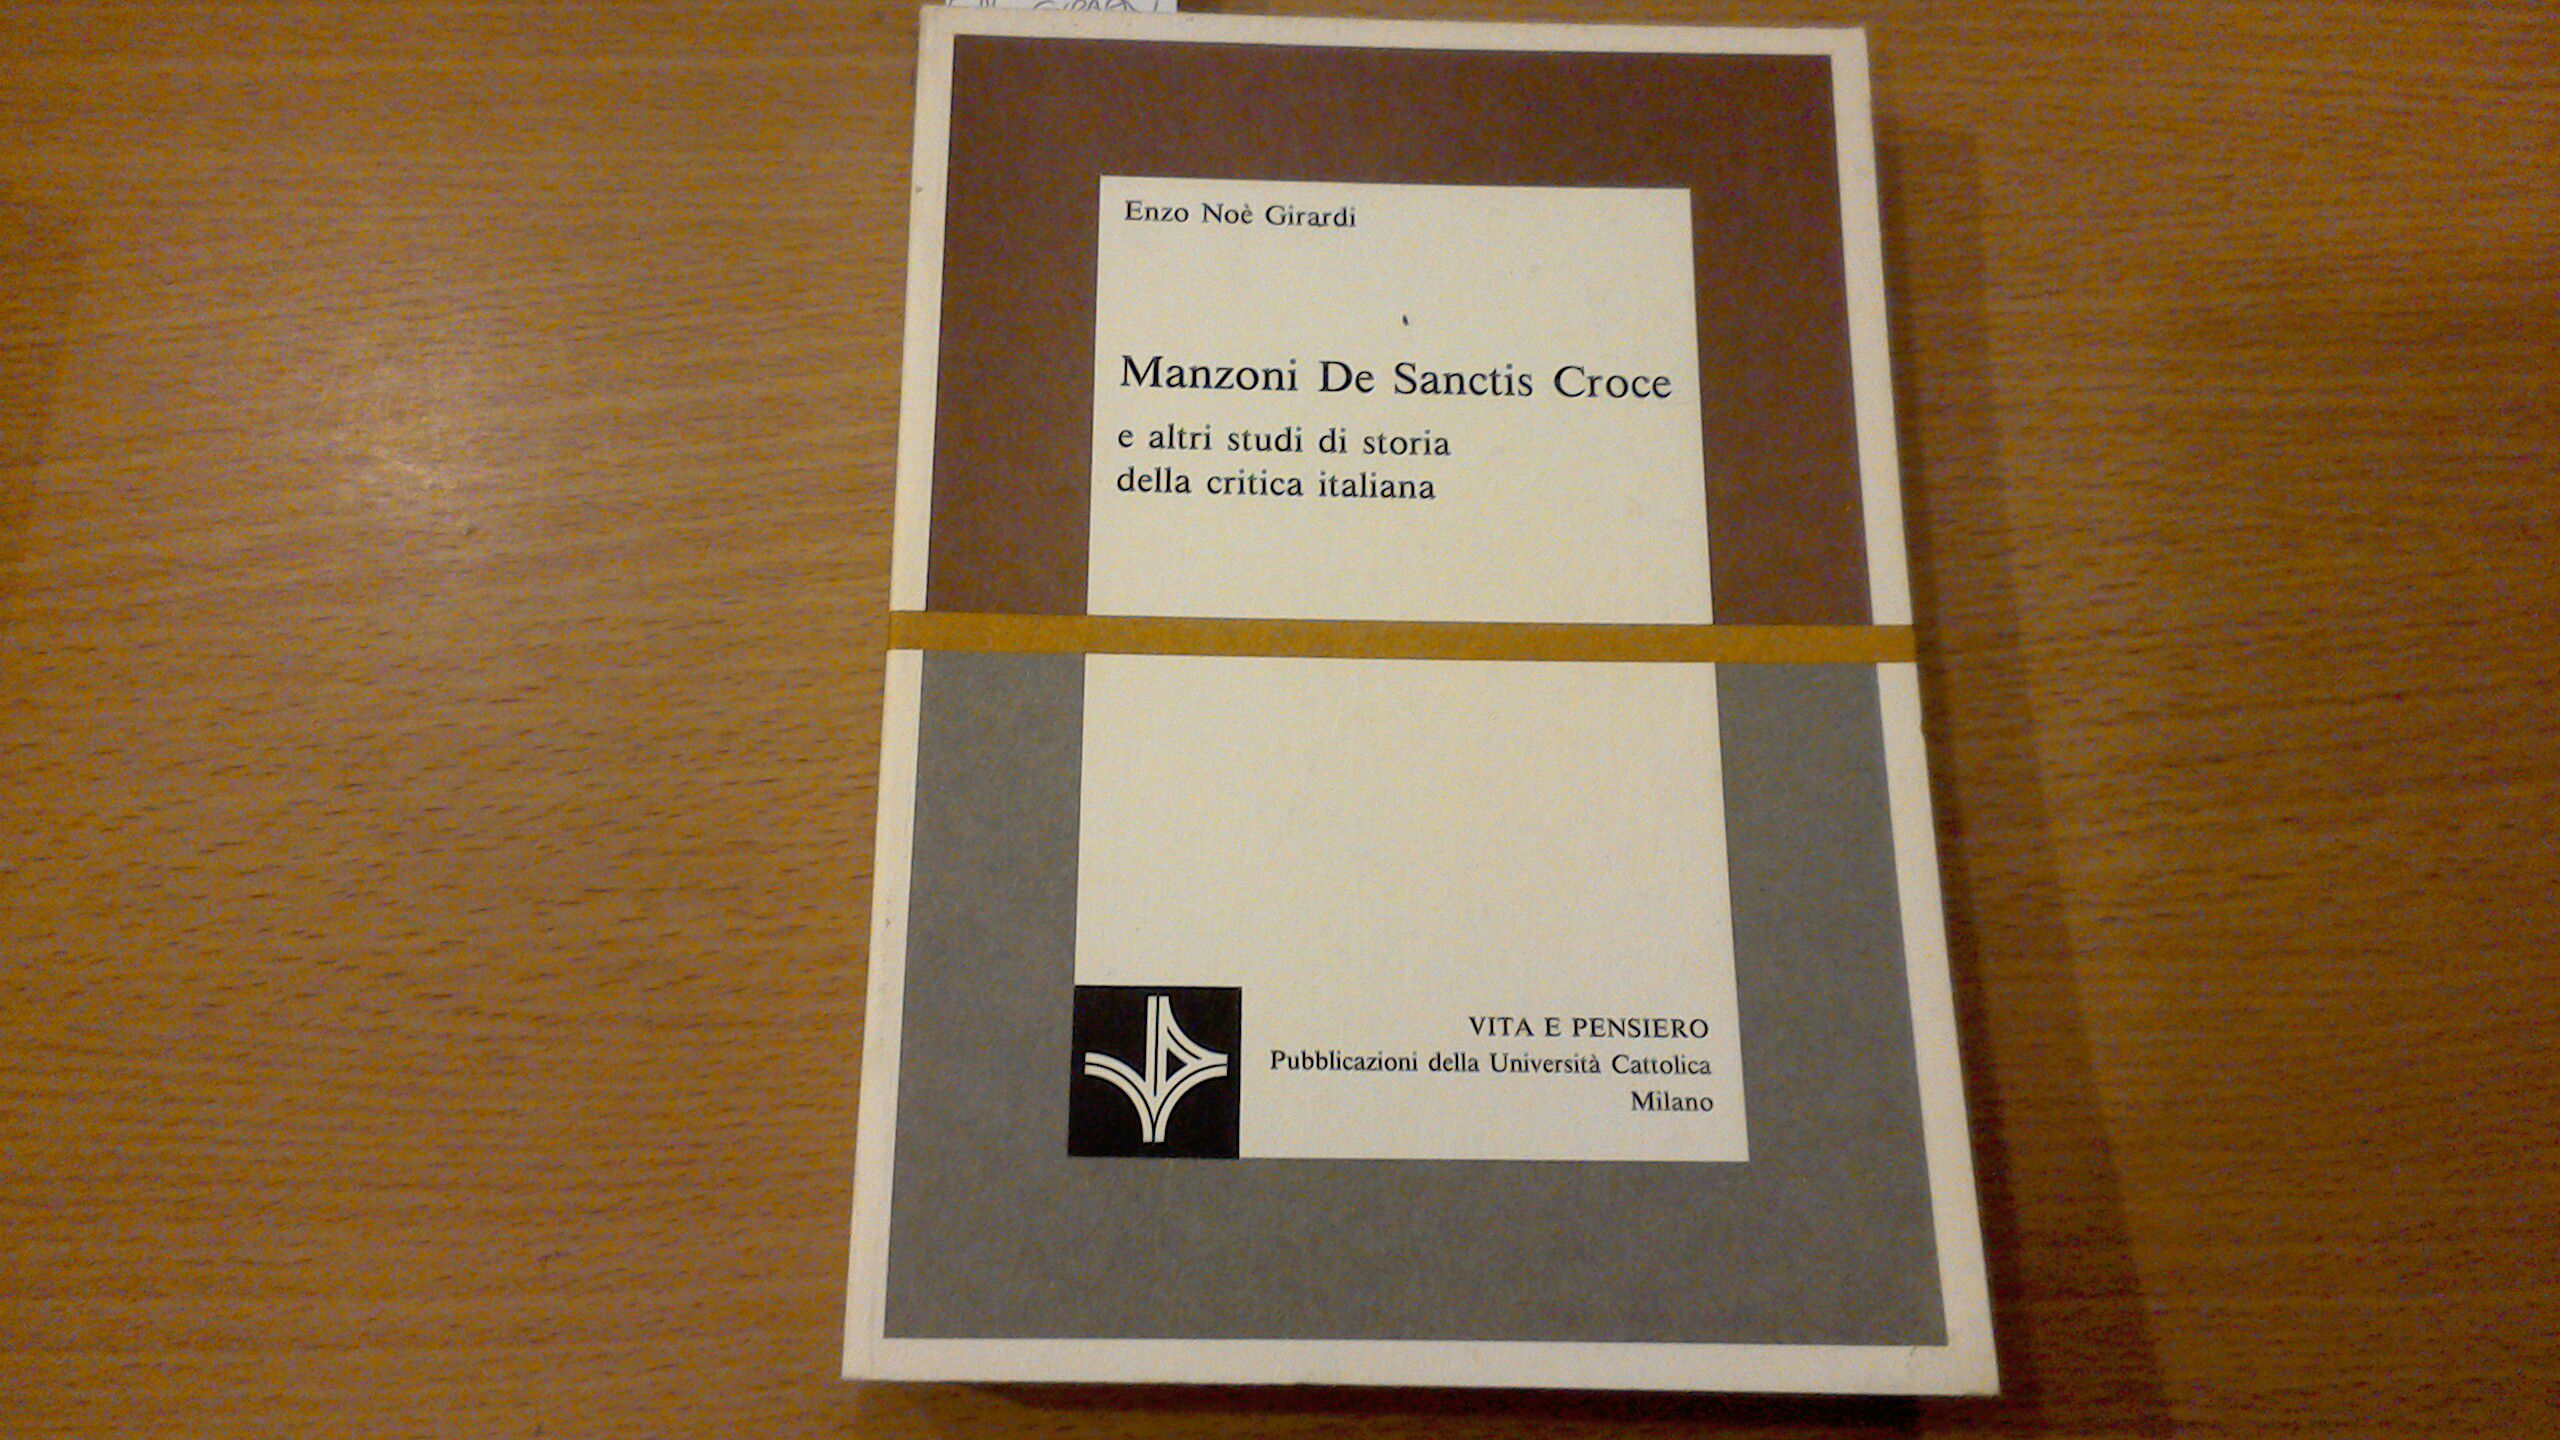 Enzo Noè Girardi
Manzoni De Sanctis Croce
e altri studi di storia
della critica italiana
VITA E PENSIERO
Pubblicazioni della Università Cattolica
Milano